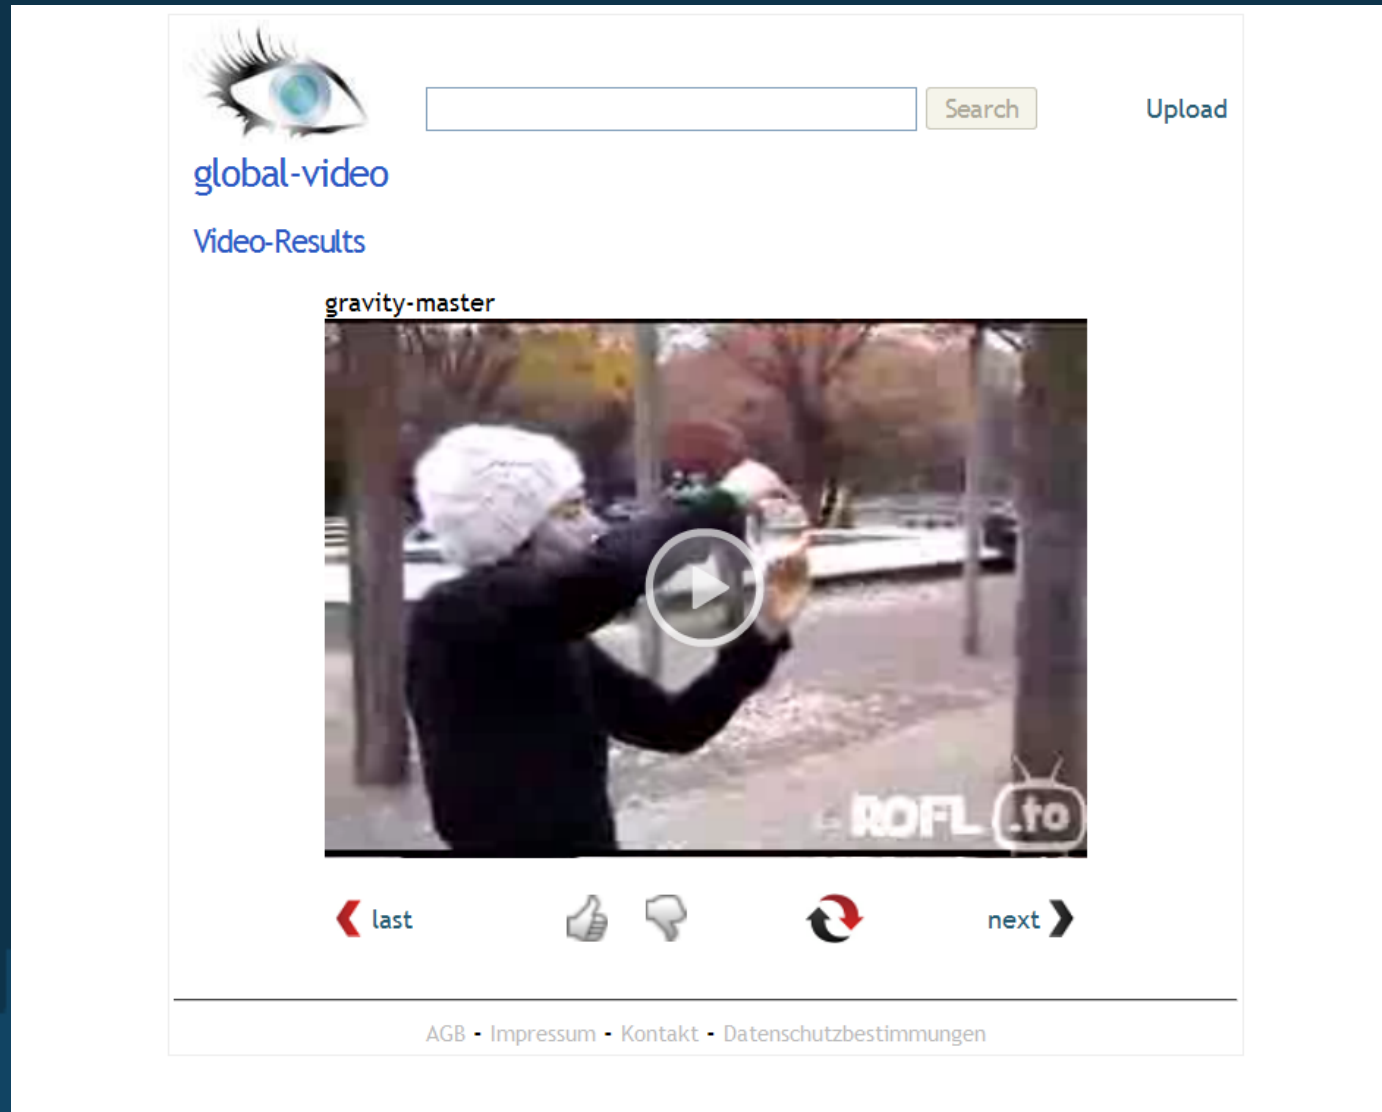 Search
Upload
global-video
Video-Results
gravity-master
ROFL.to
last
next
AGB - Impressum - Kontakt - Datenschutzbestimmungen